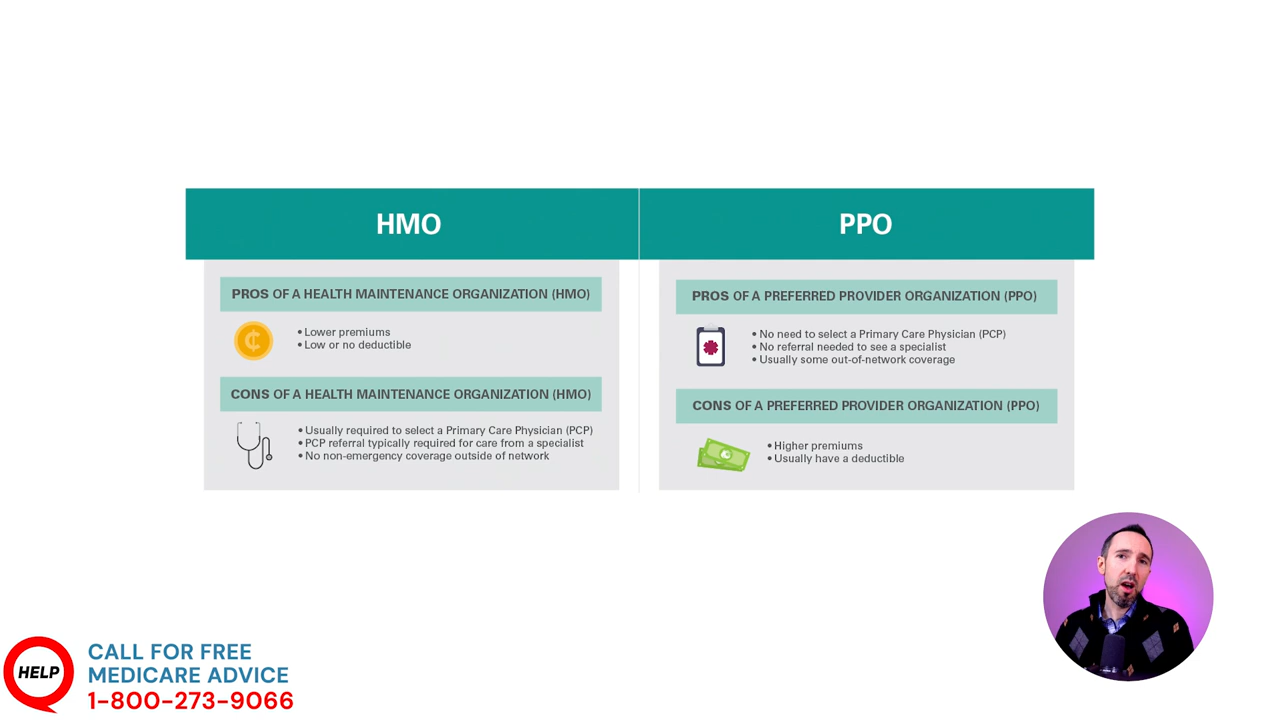 HMO
PROS OF A HEALTH MAINTENANCE ORGANIZATION (HMO)
• Lower premiums
• Low or no deductible
CONS OF A HEALTH MAINTENANCE ORGANIZATION (HMO)
• Usually required to select a Primary Care Physician (PCP)
• PCP referral typically required for care from a specialist
• No non-emergency coverage outside of network
PPO
PROS OF A PREFERRED PROVIDER ORGANIZATION (PPO)
• No need to select a Primary Care Physician (PCP)
• No referral needed to see a specialist
• Usually some out-of-network coverage
CONS OF A PREFERRED PROVIDER ORGANIZATION (PPO)
• Higher premiums
• Usually have a deductible
HELP
CALL FOR FREE
MEDICARE ADVICE
1-800-273-9066